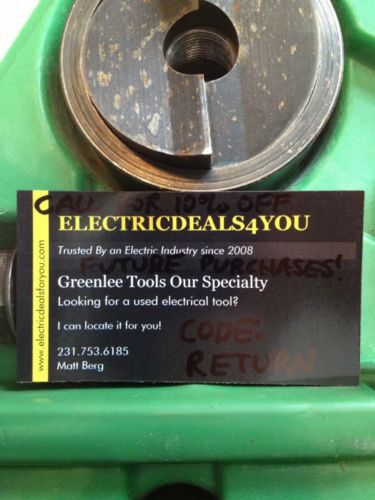 CALL FOR 10% OFF
ELECTRICDEALS4YOU
Trusted By an Electric Industry since 2008
FUTURE PURCHASES!
Greenlee Tools Our Specialty
Looking for a used electrical tool?
I can locate it for you!
CODE:
RETURN
231.753.6185
Matt Berg
www.electricdealsforyou.com